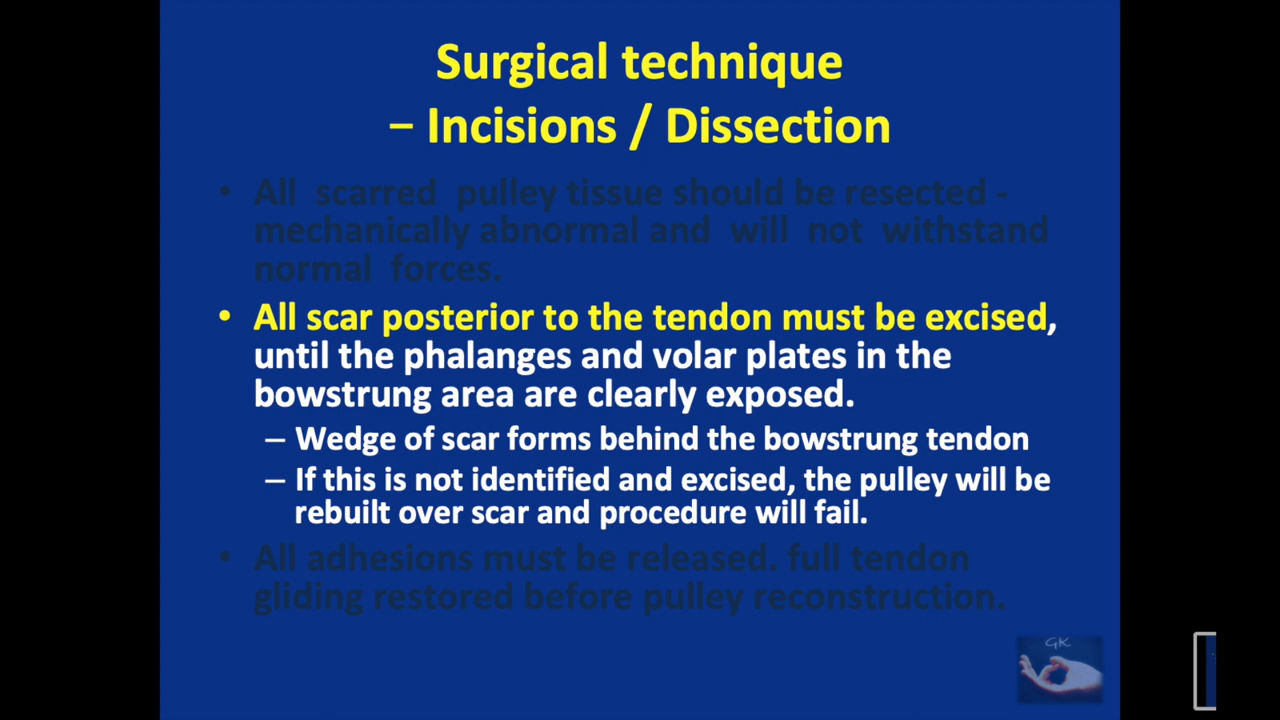 Surgical technique
– Incisions / Dissection
• All scarred pulley tissue should be resected -
mechanically abnormal and will not withstand
normal forces.
• All scar posterior to the tendon must be excised,
until the phalanges and volar plates in the
bowstrung area are clearly exposed.
– Wedge of scar forms behind the bowstrung tendon
– If this is not identified and excised, the pulley will be
rebuilt over scar and procedure will fail.
• All adhesions must be released. full tendon
gliding restored before pulley reconstruction.
GK